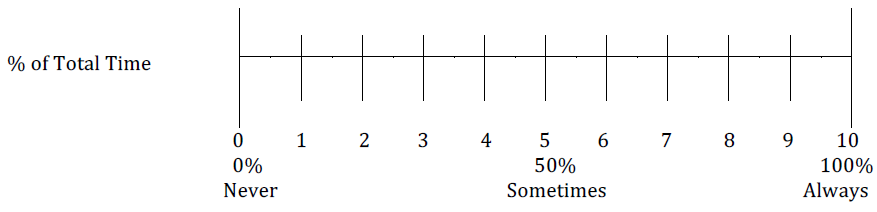 % of Total Time
0 1 2 3 4 5 6 7 8 9 10
0% 50% 100%
Never Sometimes Always